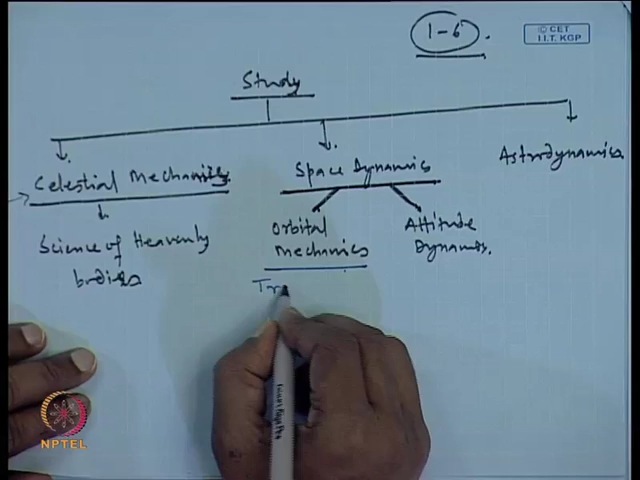 1-6
© CET
I.I.T. KGP
Study
Celestial Mechanics
Space Dynamics
Astrodynamics.
Science of Heavenly
bodies
Orbital
Mechanics
Attitude
Dynamics.
Tr
NPTEL